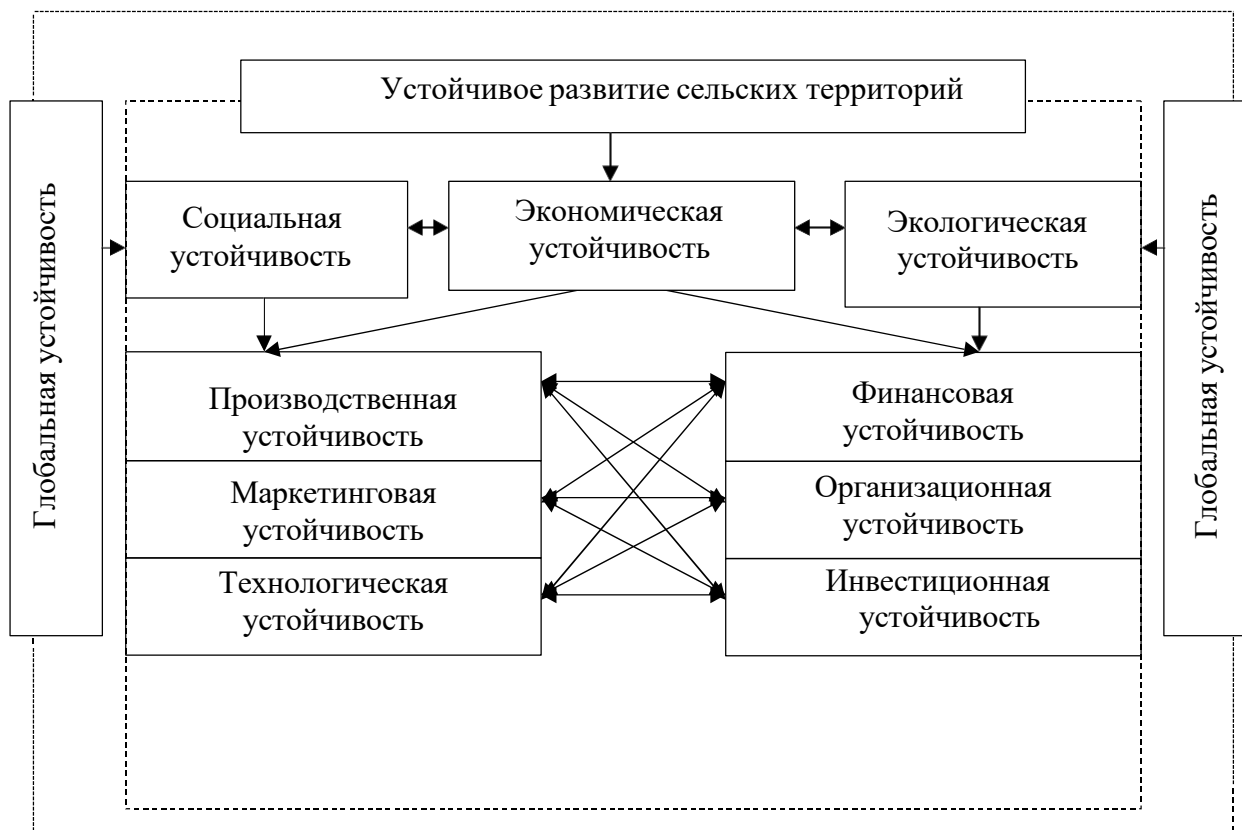 Устойчивое развитие сельских территорий
Глобальная устойчивость
Социальная
устойчивость
Экономическая
устойчивость
Экологическая
устойчивость
Глобальная устойчивость
Производственная
устойчивость
Финансовая
устойчивость
Маркетинговая
устойчивость
Организационная
устойчивость
Технологическая
устойчивость
Инвестиционная
устойчивость